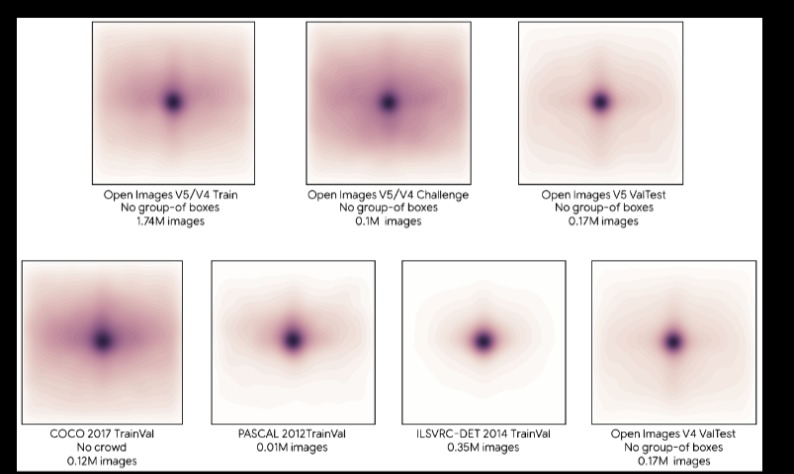 Open Images V5/V4 Train
No group-of boxes
1.74M images
Open Images V5/V4 Challenge
No group-of boxes
0.1M images
Open Images V5 ValTest
No group-of boxes
0.17M images
COCO 2017 TrainVal
No crowd
0.12M images
PASCAL 2012TrainVal
0.01M images
ILSVRC-DET 2014 TrainVal
0.35M images
Open Images V4 ValTest
No group-of boxes
0.17M images